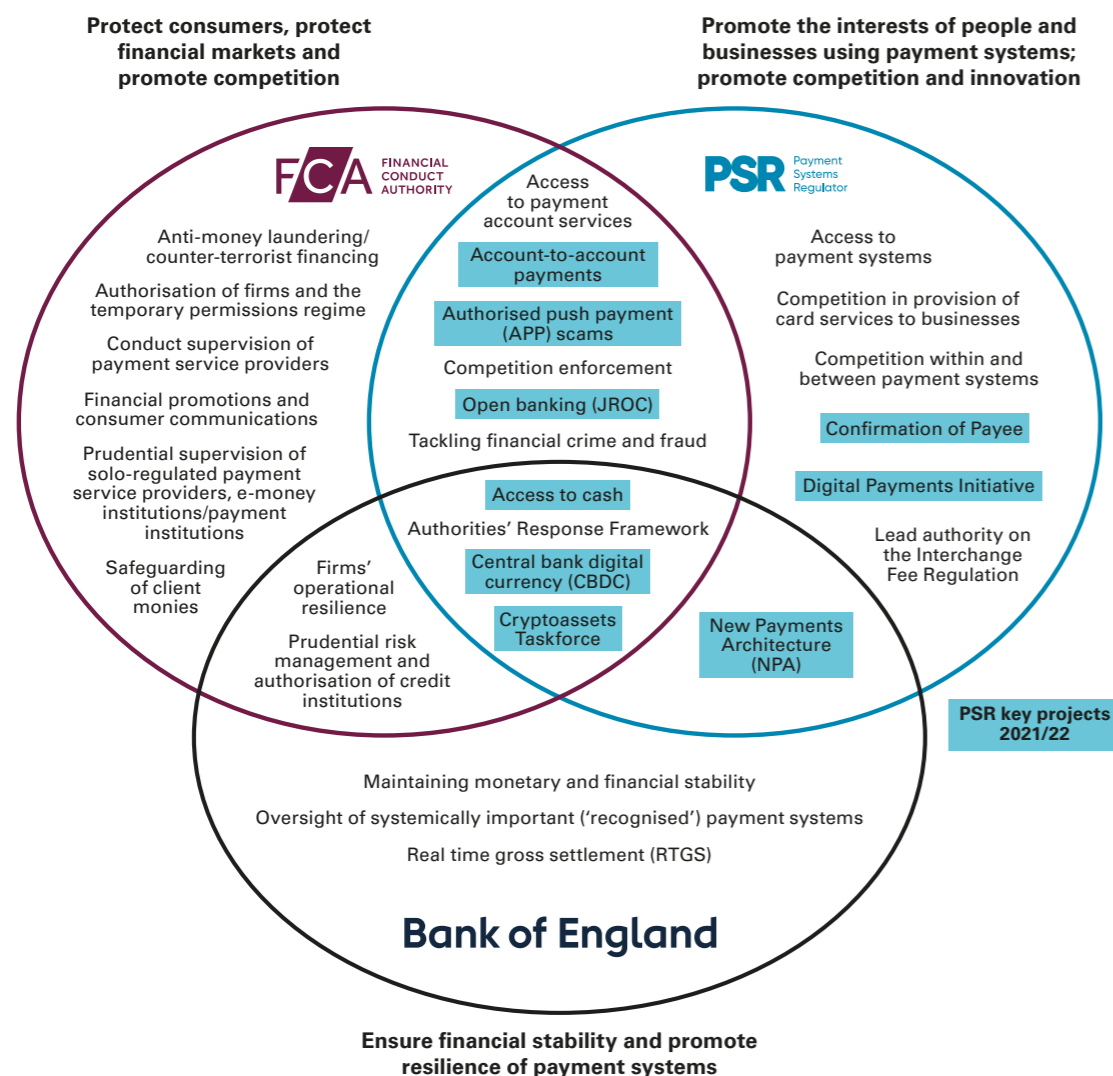 Protect consumers, protect
financial markets and
promote competition
Promote the interests of people and
businesses using payment systems;
promote competition and innovation
FCA
FINANCIAL
CONDUCT
AUTHORITY
Anti-money laundering/
counter-terrorist financing
Authorisation of firms and the
temporary permissions regime
Conduct supervision of
payment service providers
Financial promotions and
consumer communications
Prudential supervision of
solo-regulated payment
service providers, e-money
institutions/payment
institutions
Safeguarding
of client
monies
Access
to payment
account services
Account-to-account
payments
Authorised push payment
(APP) scams
Competition enforcement
Open banking (JROC)
Tackling financial crime and fraud
PSR
Payment
Systems
Regulator
Access to
payment systems
Competition in provision of
card services to businesses
Competition within and
between payment systems
Confirmation of Payee
Digital Payments Initiative
Lead authority on
the Interchange
Fee Regulation
Access to cash
Authorities’ Response Framework
Central bank digital
currency (CBDC)
Cryptoassets
Taskforce
Firms’
operational
resilience
Prudential risk
management and
authorisation of credit
institutions
New Payments
Architecture
(NPA)
PSR key projects
2021/22
Maintaining monetary and financial stability
Oversight of systemically important (‘recognised’) payment systems
Real time gross settlement (RTGS)
Bank of England
Ensure financial stability and promote
resilience of payment systems